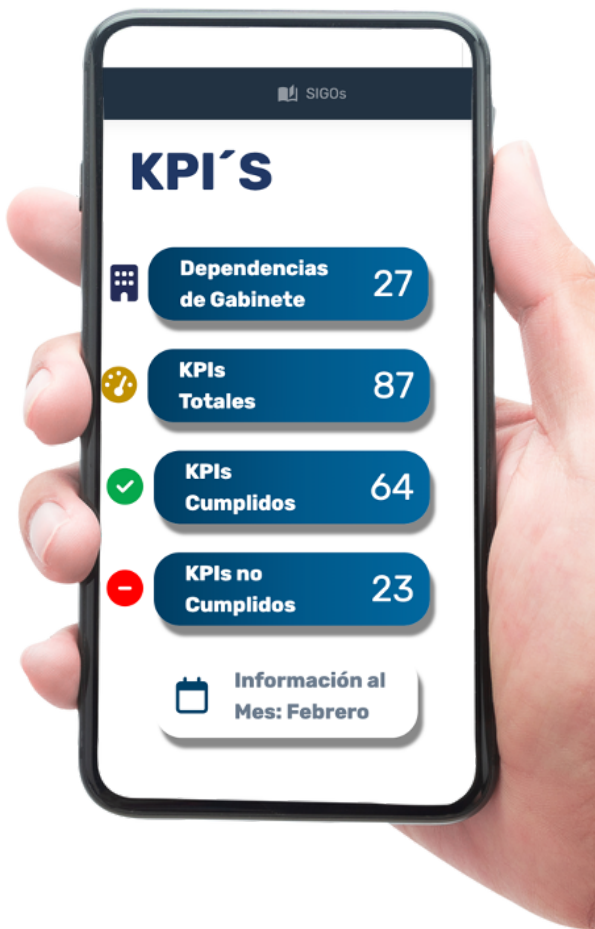 SIGOs
KPI´S
Dependencias
de Gabinete
27
KPIs
Totales
87
KPIs
Cumplidos
64
KPIs no
Cumplidos
23
Información al
Mes: Febrero